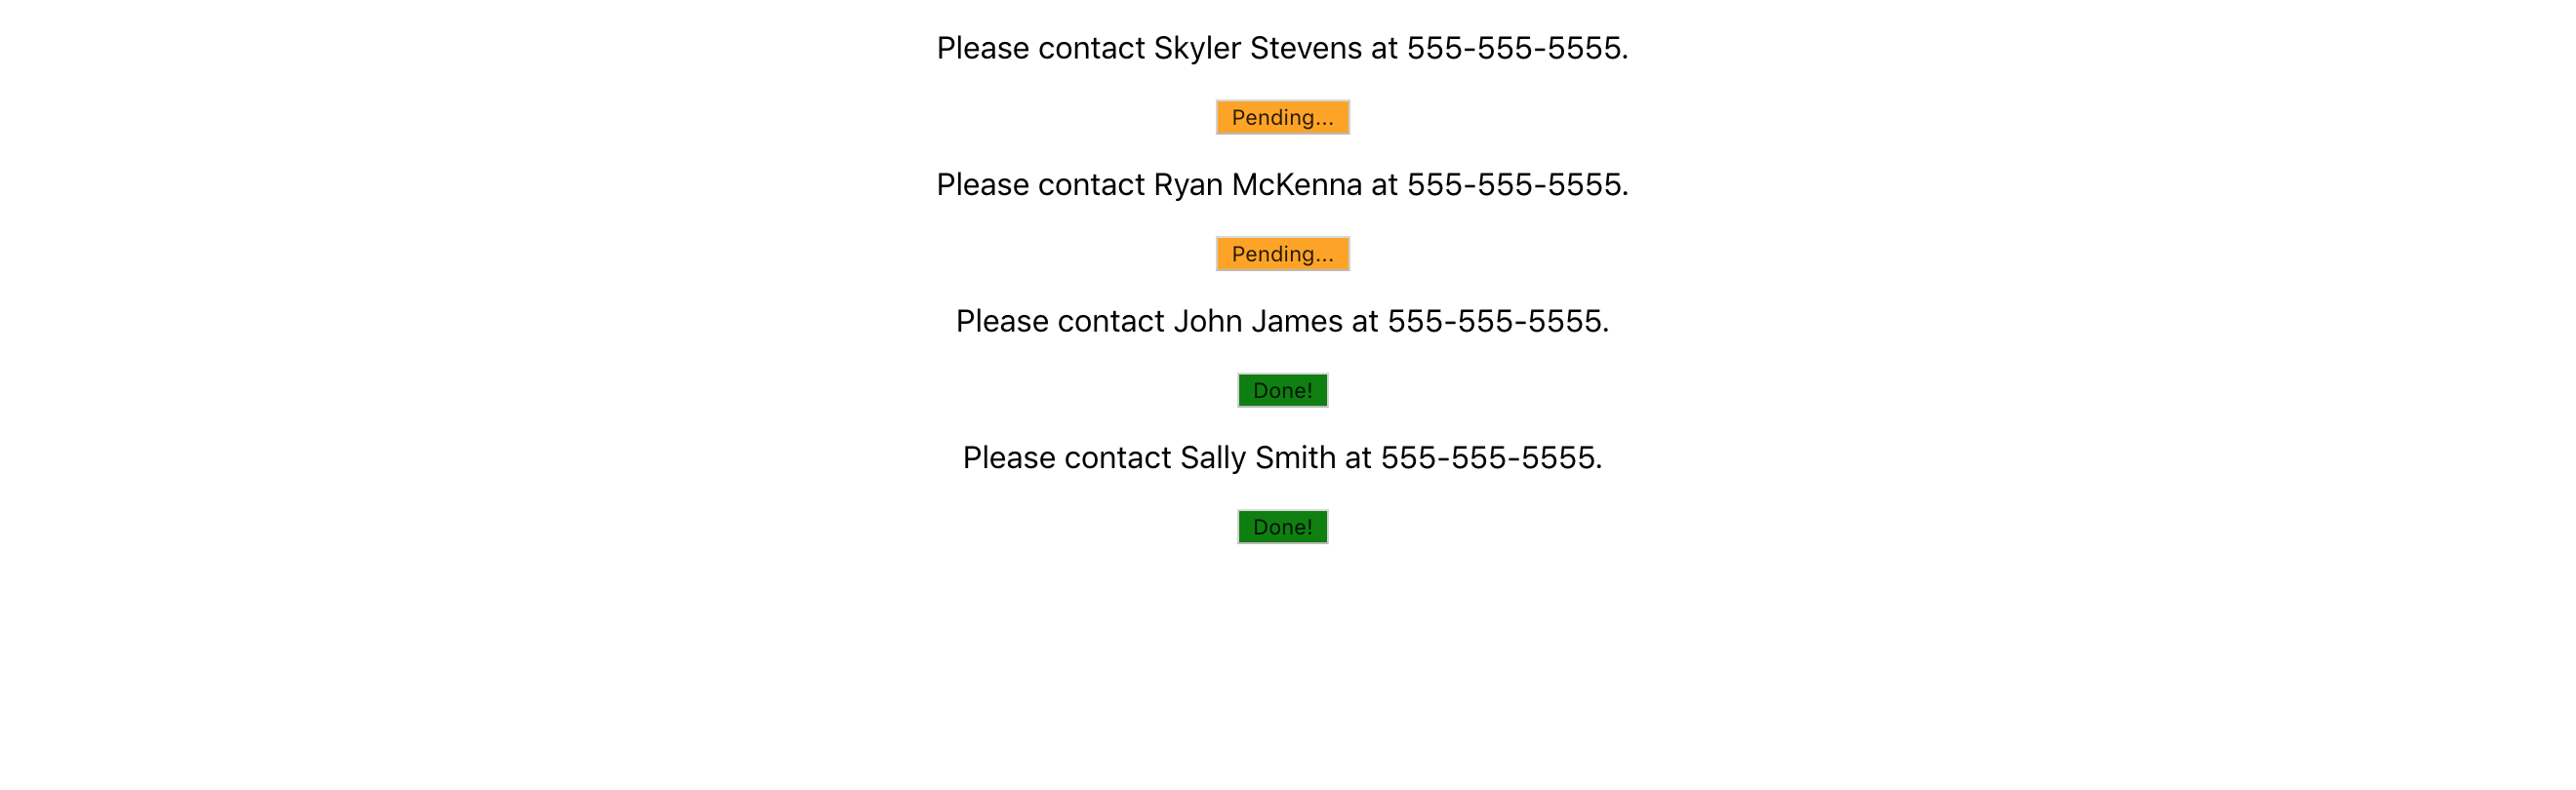 Please contact Skyler Stevens at 555-555-5555.
Pending...
Please contact Ryan McKenna at 555-555-5555.
Pending...
Please contact John James at 555-555-5555.
Done!
Please contact Sally Smith at 555-555-5555.
Done!